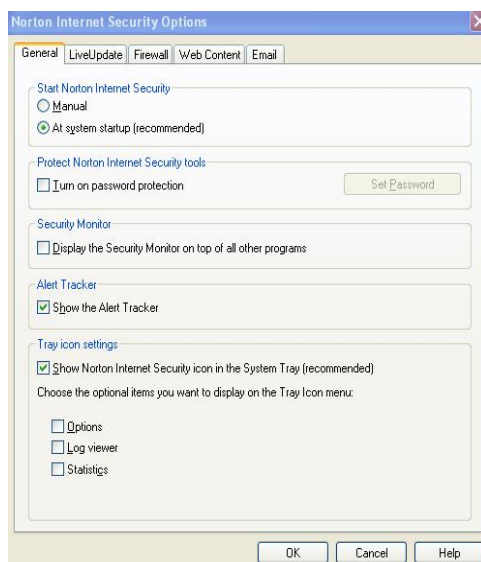 Norton Internet Security Options
General LiveUpdate Firewall Web Content Email
Start Norton Internet Security
Manual
At system startup (recommended)
Protect Norton Internet Security tools
Turn on password protection Set Password
Security Monitor
Display the Security Monitor on top of all other programs
Alert Tracker
Show the Alert Tracker
Tray icon settings
Show Norton Internet Security icon in the System Tray (recommended)
Choose the optional items you want to display on the Tray Icon menu:
Options
Log viewer
Statistics
OK Cancel Help